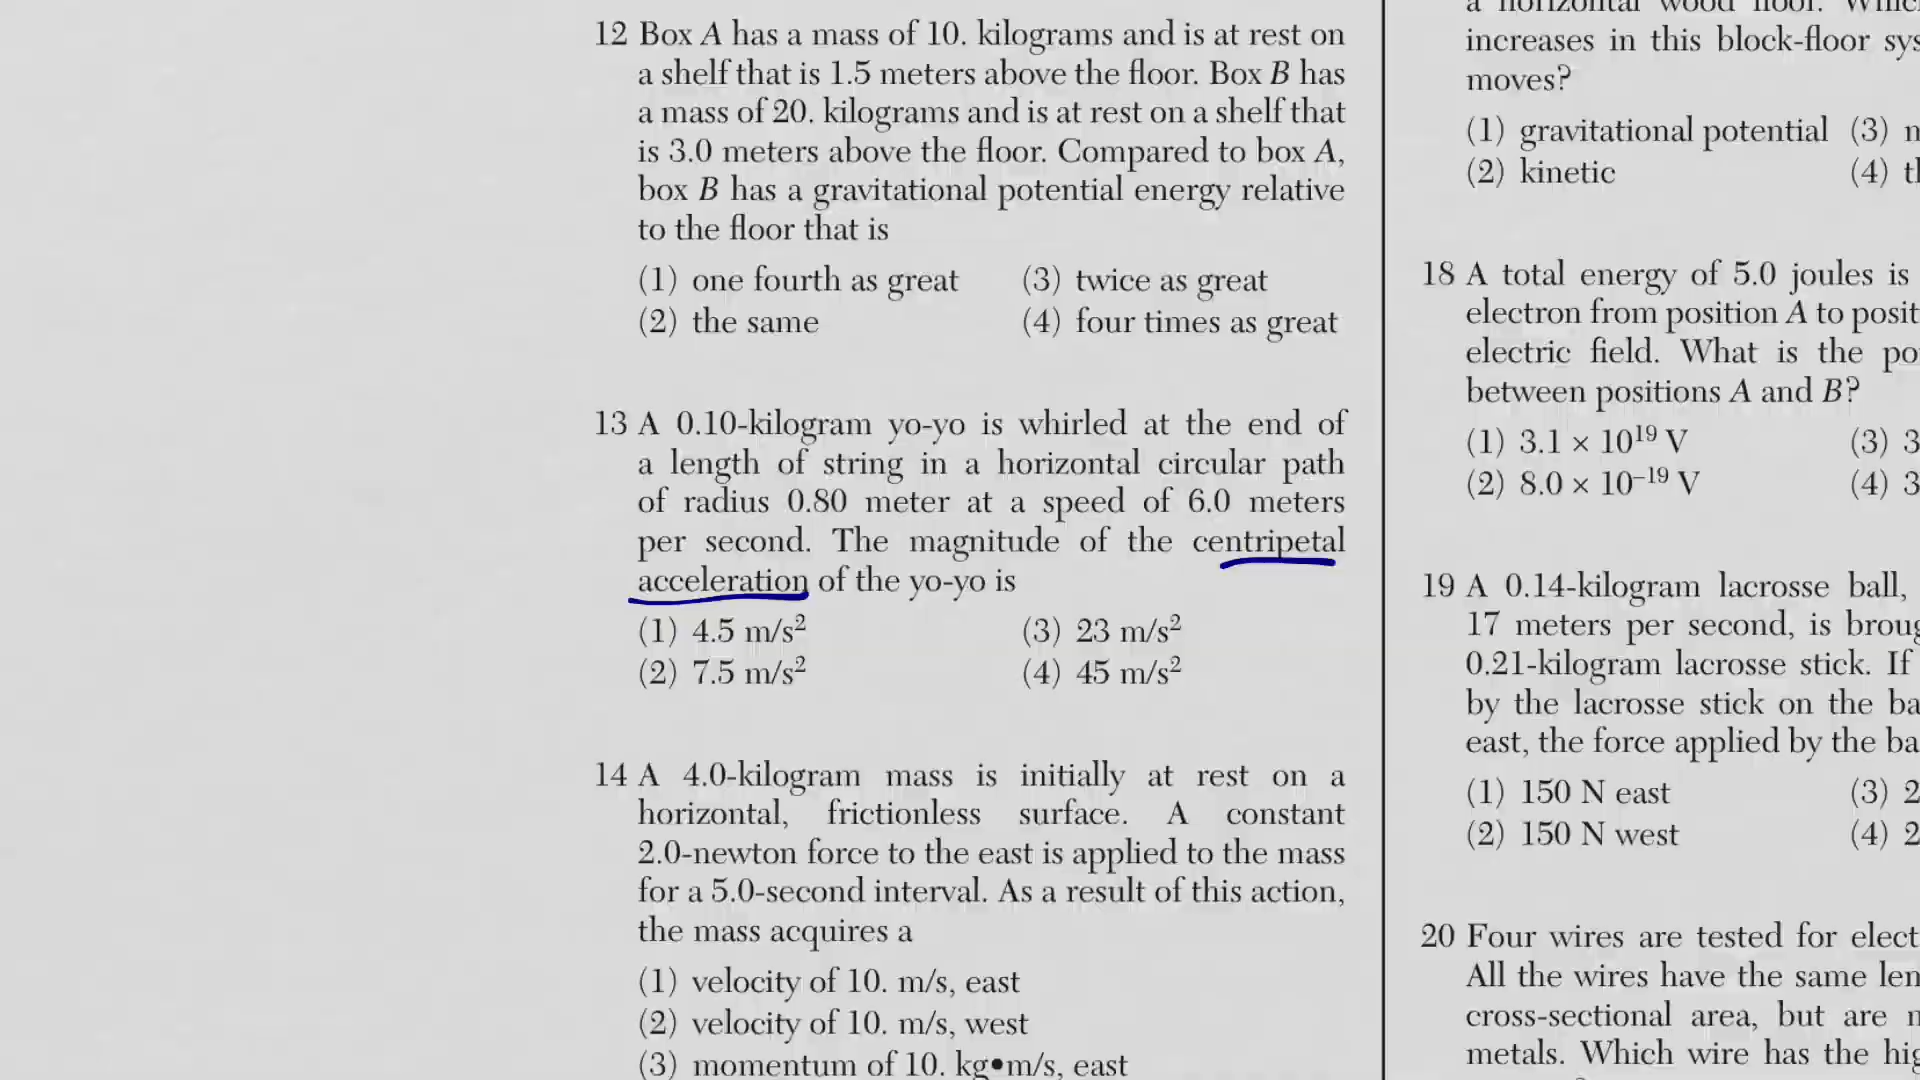 12 Box A has a mass of 10. kilograms and is at rest on
a shelf that is 1.5 meters above the floor. Box B has
a mass of 20. kilograms and is at rest on a shelf that
is 3.0 meters above the floor. Compared to box A,
box B has a gravitational potential energy relative
to the floor that is
(1) one fourth as great (3) twice as great
(2) the same (4) four times as great
13 A 0.10-kilogram yo-yo is whirled at the end of
a length of string in a horizontal circular path
of radius 0.80 meter at a speed of 6.0 meters
per second. The magnitude of the centripetal
acceleration of the yo-yo is
(1) 4.5 m/s² (3) 23 m/s²
(2) 7.5 m/s² (4) 45 m/s²
14 A 4.0-kilogram mass is initially at rest on a
horizontal, frictionless surface. A constant
2.0-newton force to the east is applied to the mass
for a 5.0-second interval. As a result of this action,
the mass acquires a
(1) velocity of 10. m/s, east
(2) velocity of 10. m/s, west
(3) momentum of 10. kg•m/s, east
a horizontal wood floor.
increases in this block-floor
moves?
(1) gravitational potential (3)
(2) kinetic (4)
18 A total energy of 5.0 joules is
electron from position A to
electric field. What is the
between positions A and B?
(1) 3.1 × 10¹⁹ V (3) 3
(2) 8.0 × 10⁻¹⁹ V (4) 3
19 A 0.14-kilogram lacrosse ball,
17 meters per second, is
0.21-kilogram lacrosse stick. If
by the lacrosse stick on the
east, the force applied by the
(1) 150 N east (3) 2
(2) 150 N west (4) 2
20 Four wires are tested for
All the wires have the same
cross-sectional area, but are
metals. Which wire has the